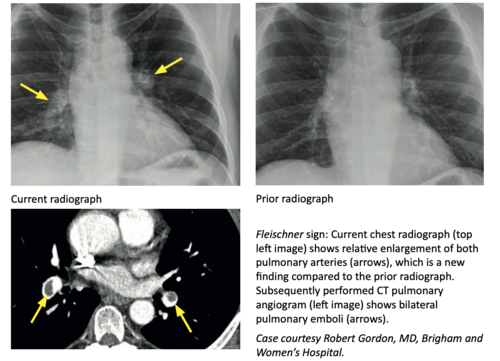 Current radiograph
Prior radiograph
Fleischner sign: Current chest radiograph (top
left image) shows relative enlargement of both
pulmonary arteries (arrows), which is a new
finding compared to the prior radiograph.
Subsequently performed CT pulmonary
angiogram (left image) shows bilateral
pulmonary emboli (arrows).
Case courtesy Robert Gordon, MD, Brigham and
Women’s Hospital.